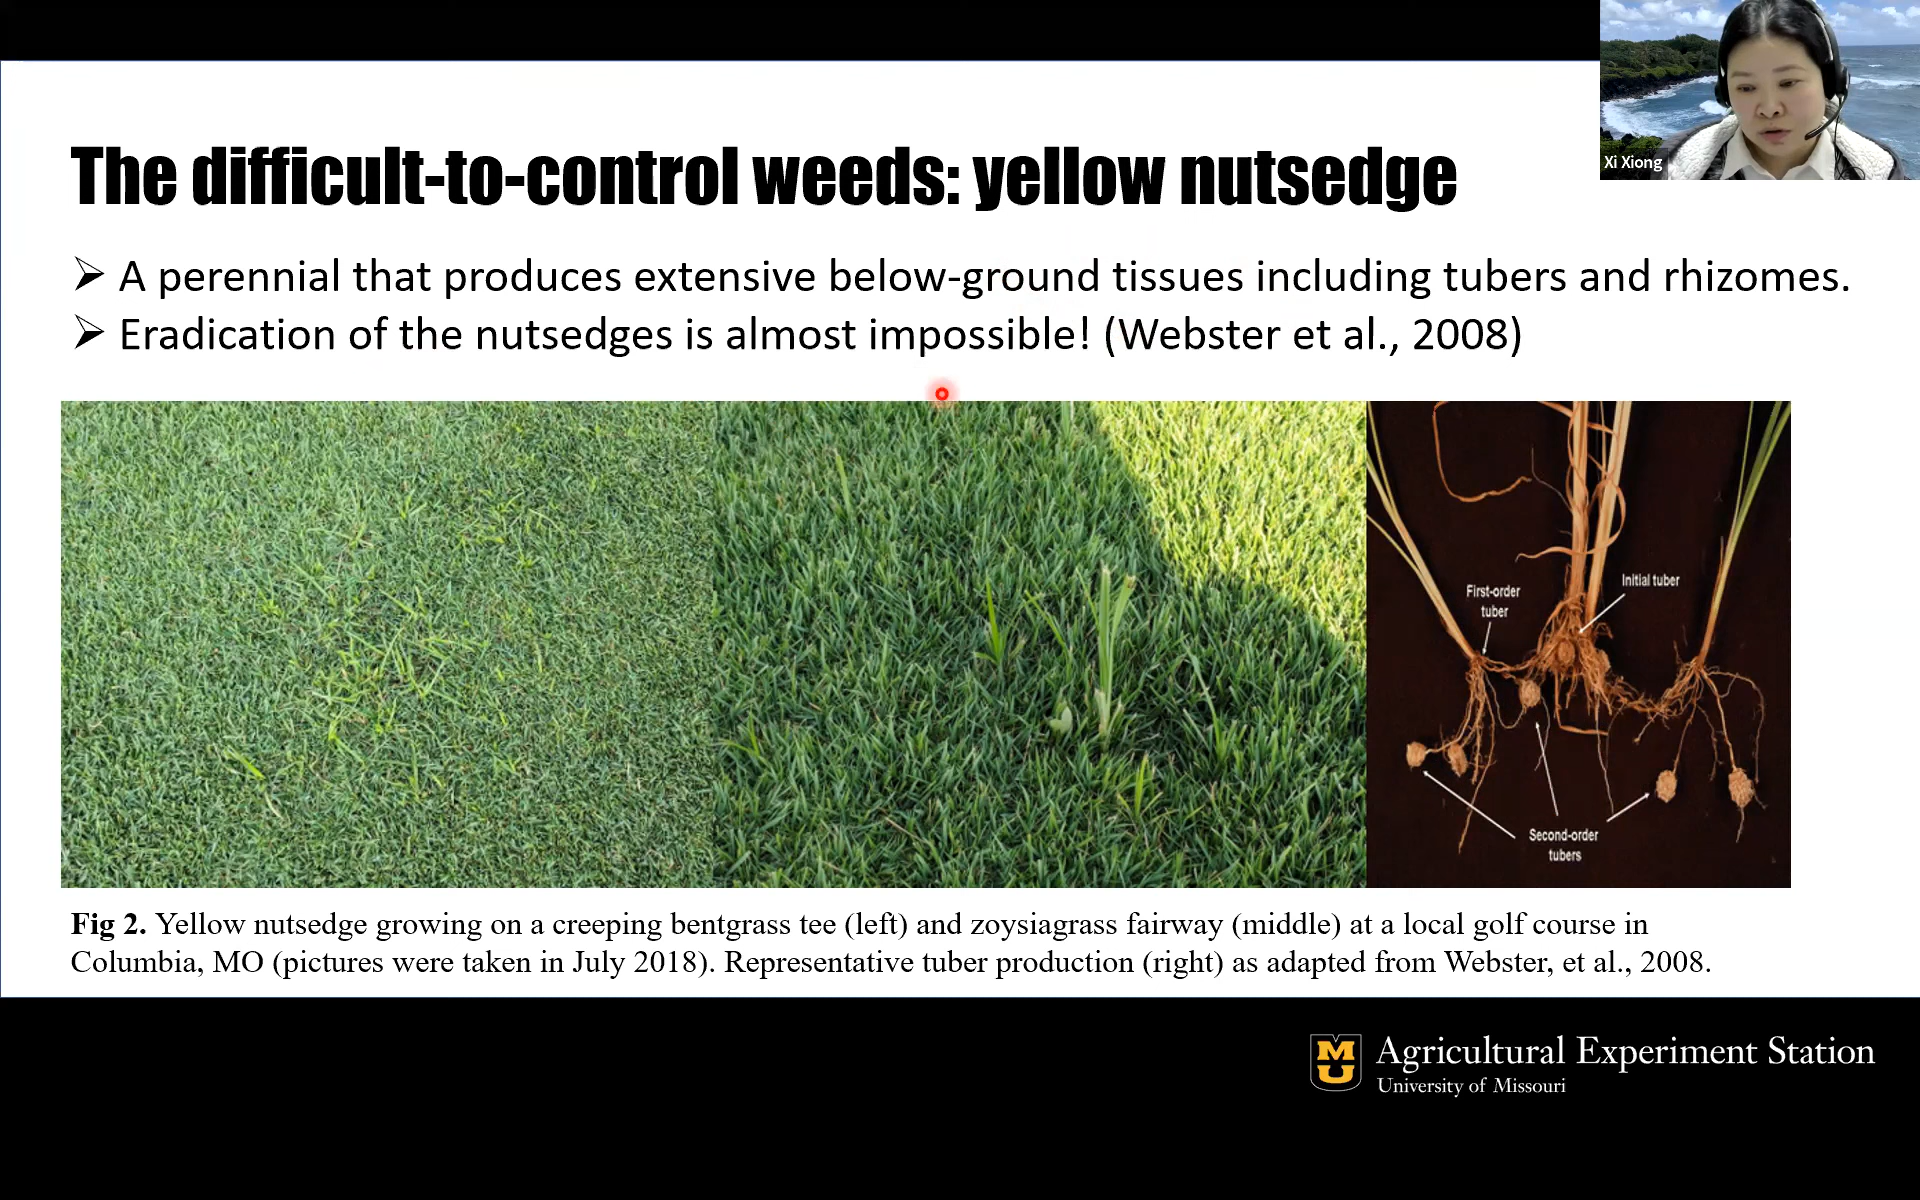 Xi Xiong
The difficult-to-control weeds: yellow nutsedge
➢ A perennial that produces extensive below-ground tissues including tubers and rhizomes.
➢ Eradication of the nutsedges is almost impossible! (Webster et al., 2008)
First-order
tuber
Initial tuber
Second-order
tubers
Fig 2. Yellow nutsedge growing on a creeping bentgrass tee (left) and zoysiagrass fairway (middle) at a local golf course in
Columbia, MO (pictures were taken in July 2018). Representative tuber production (right) as adapted from Webster, et al., 2008.
MU
Agricultural Experiment Station
University of Missouri